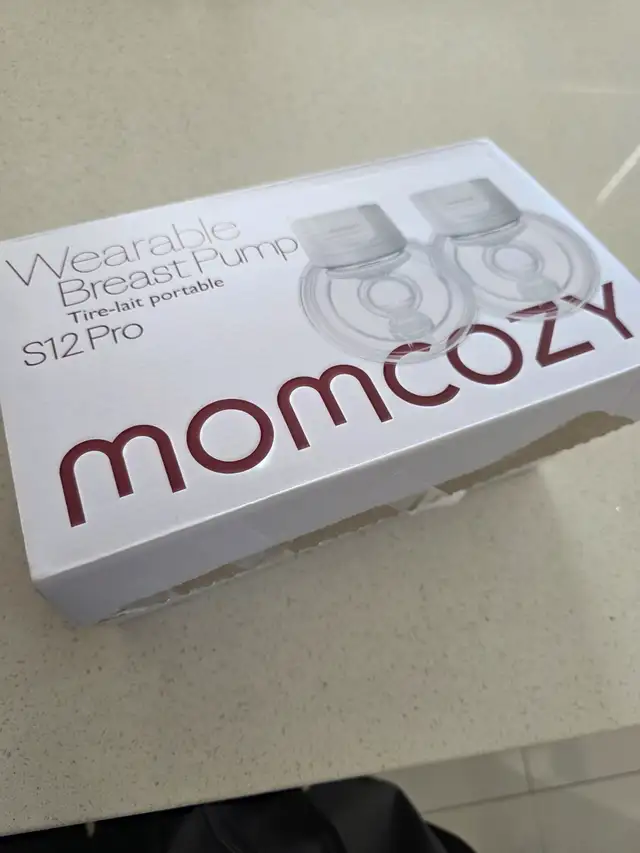 Wearable
Breast Pump
Tire-lait portable
S12 Pro
momcozy